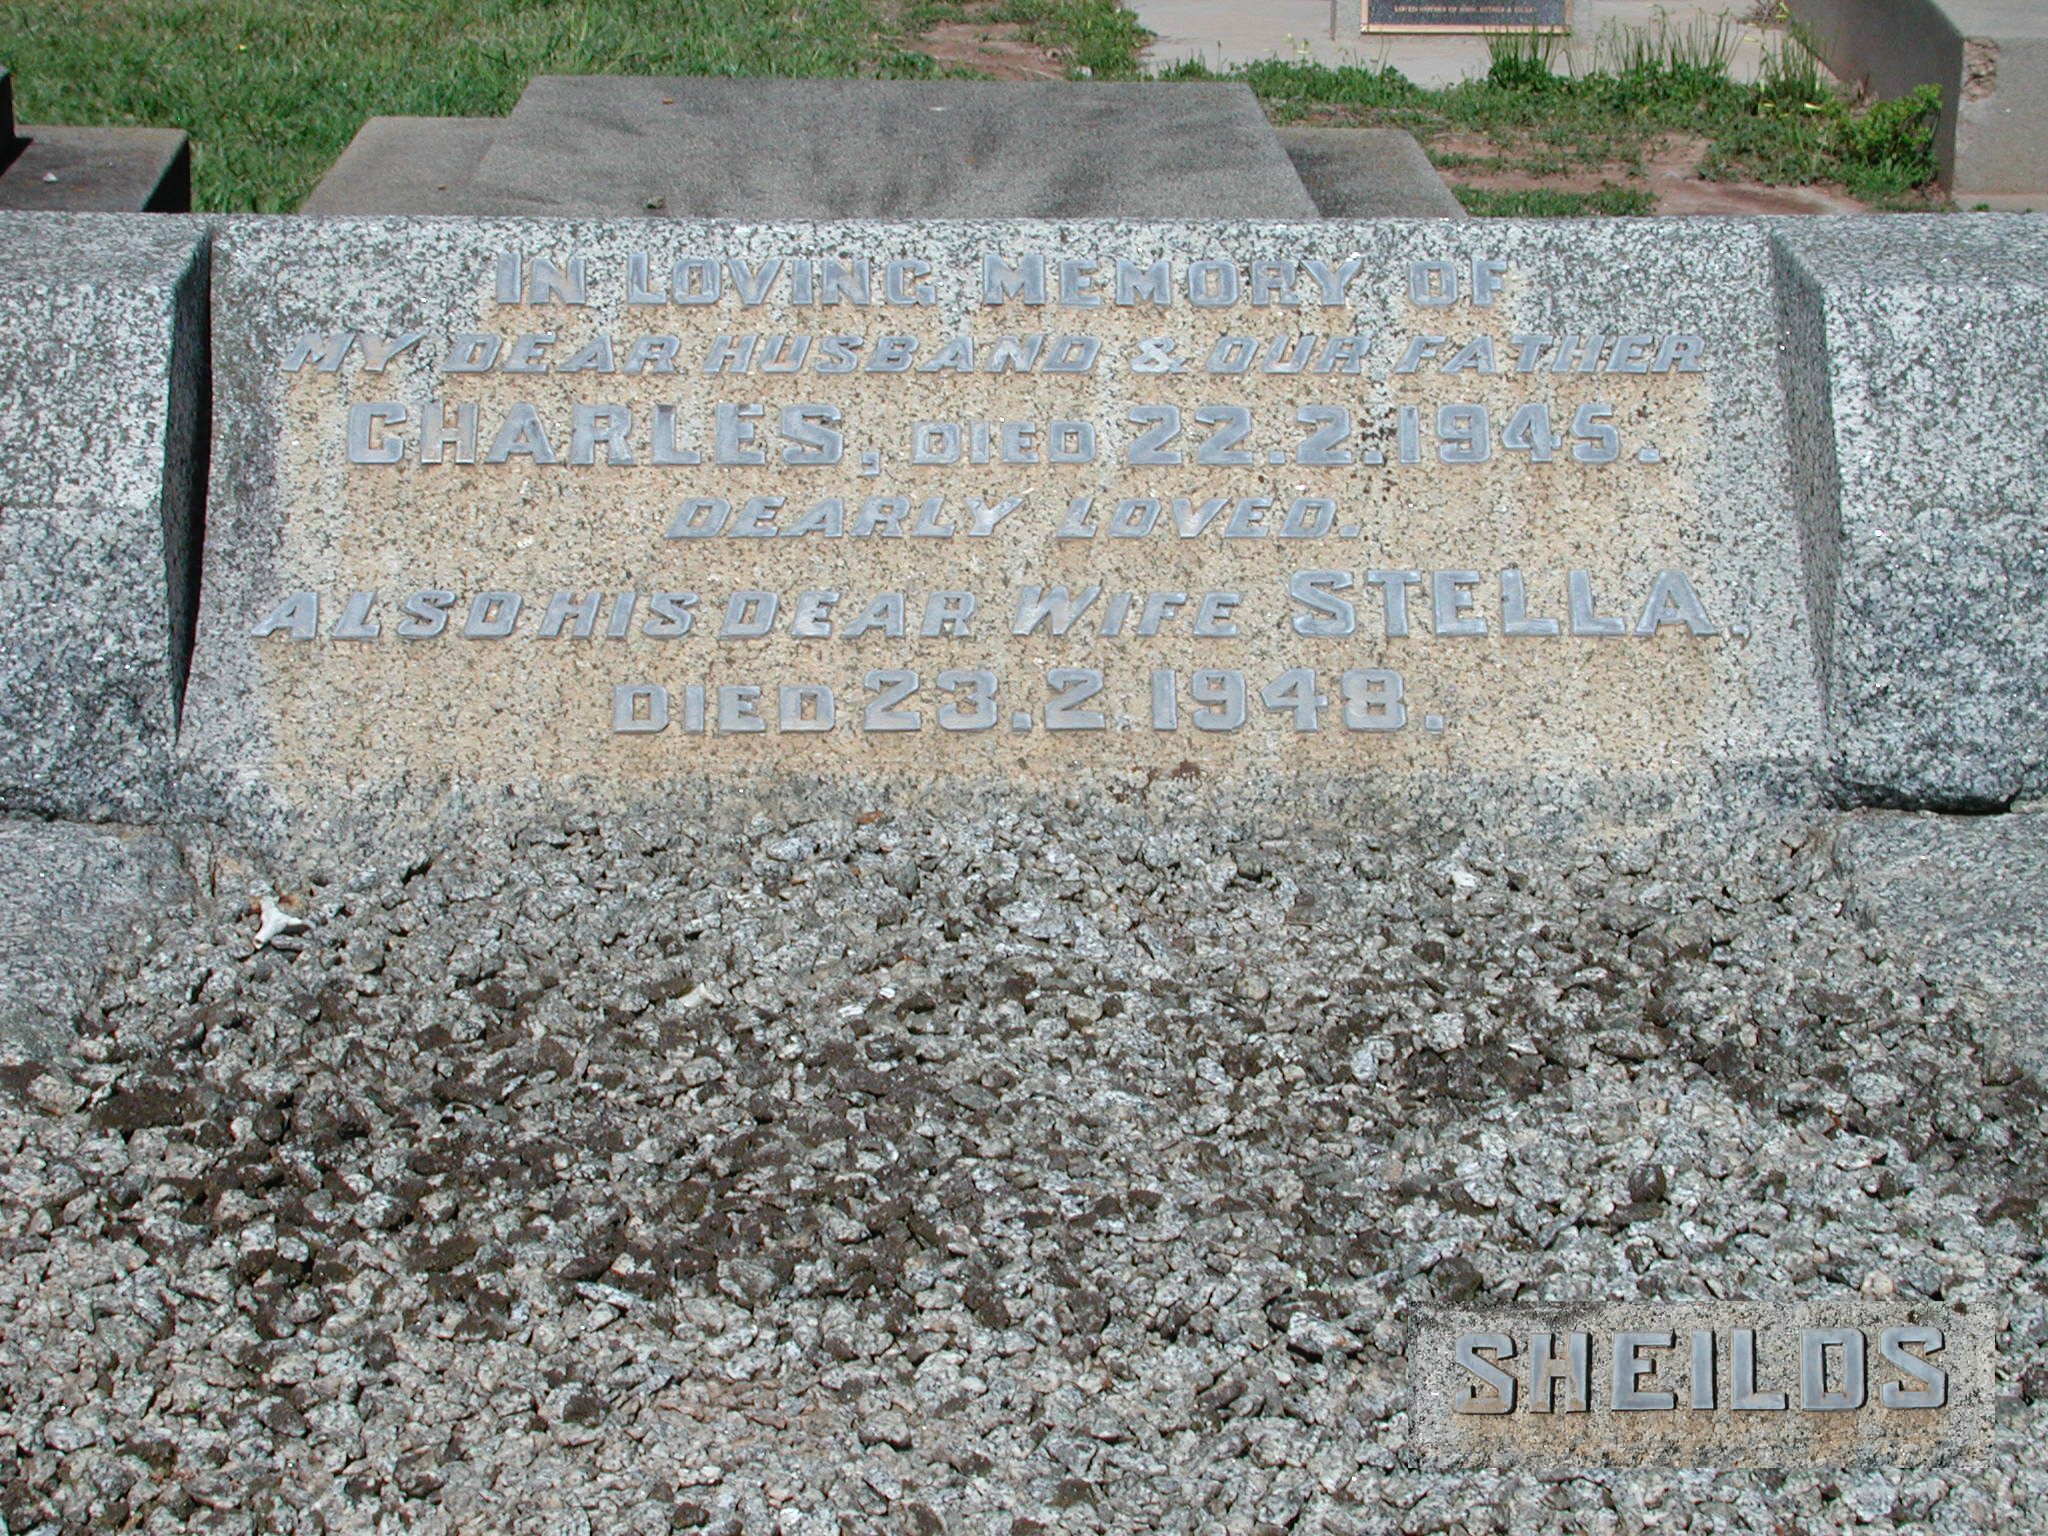 IN LOVING MEMORY OF
MY DEAR HUSBAND & OUR FATHER
CHARLES, DIED 22.2.1945.
DEARLY LOVED.
ALSO HIS DEAR WIFE STELLA,
DIED 23.2.1948.
SHEILDS